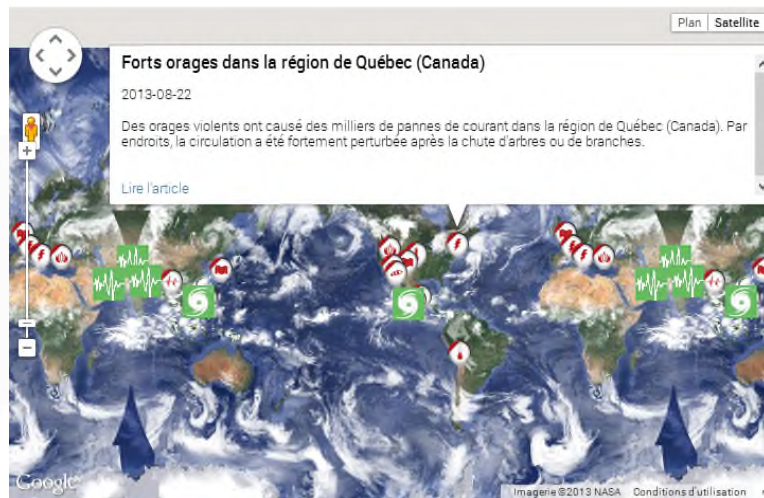 Plan Satellite
Forts orages dans la région de Québec (Canada)
2013-08-22
Des orages violents ont causé des milliers de pannes de courant dans la région de Québec (Canada). Par
endroits, la circulation a été fortement perturbée après la chute d'arbres ou de branches.
Lire l'article
Google
Imagerie ©2013 NASA Conditions d'utilisation